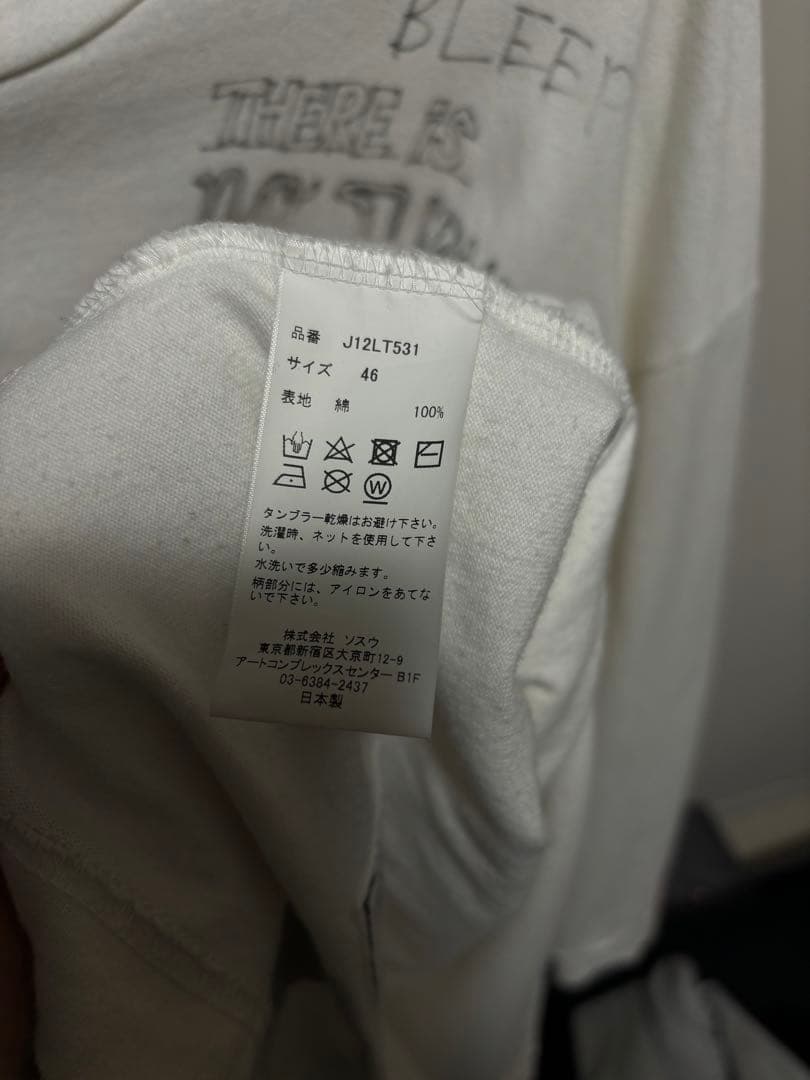 BLEEP
THERE IS
品番 J12LT531
サイズ 46
表地 綿 100%
W
タンブラー乾燥はお避け下さい。
洗濯時、ネットを使用して下さ
い。
水洗いで多少縮みます。
柄部分には、アイロンをあてな
いで下さい。
株式会社 ソスウ
東京都新宿区大京町12-9
アートコンプレックスセンター B1F
03-6384-2437
日本製